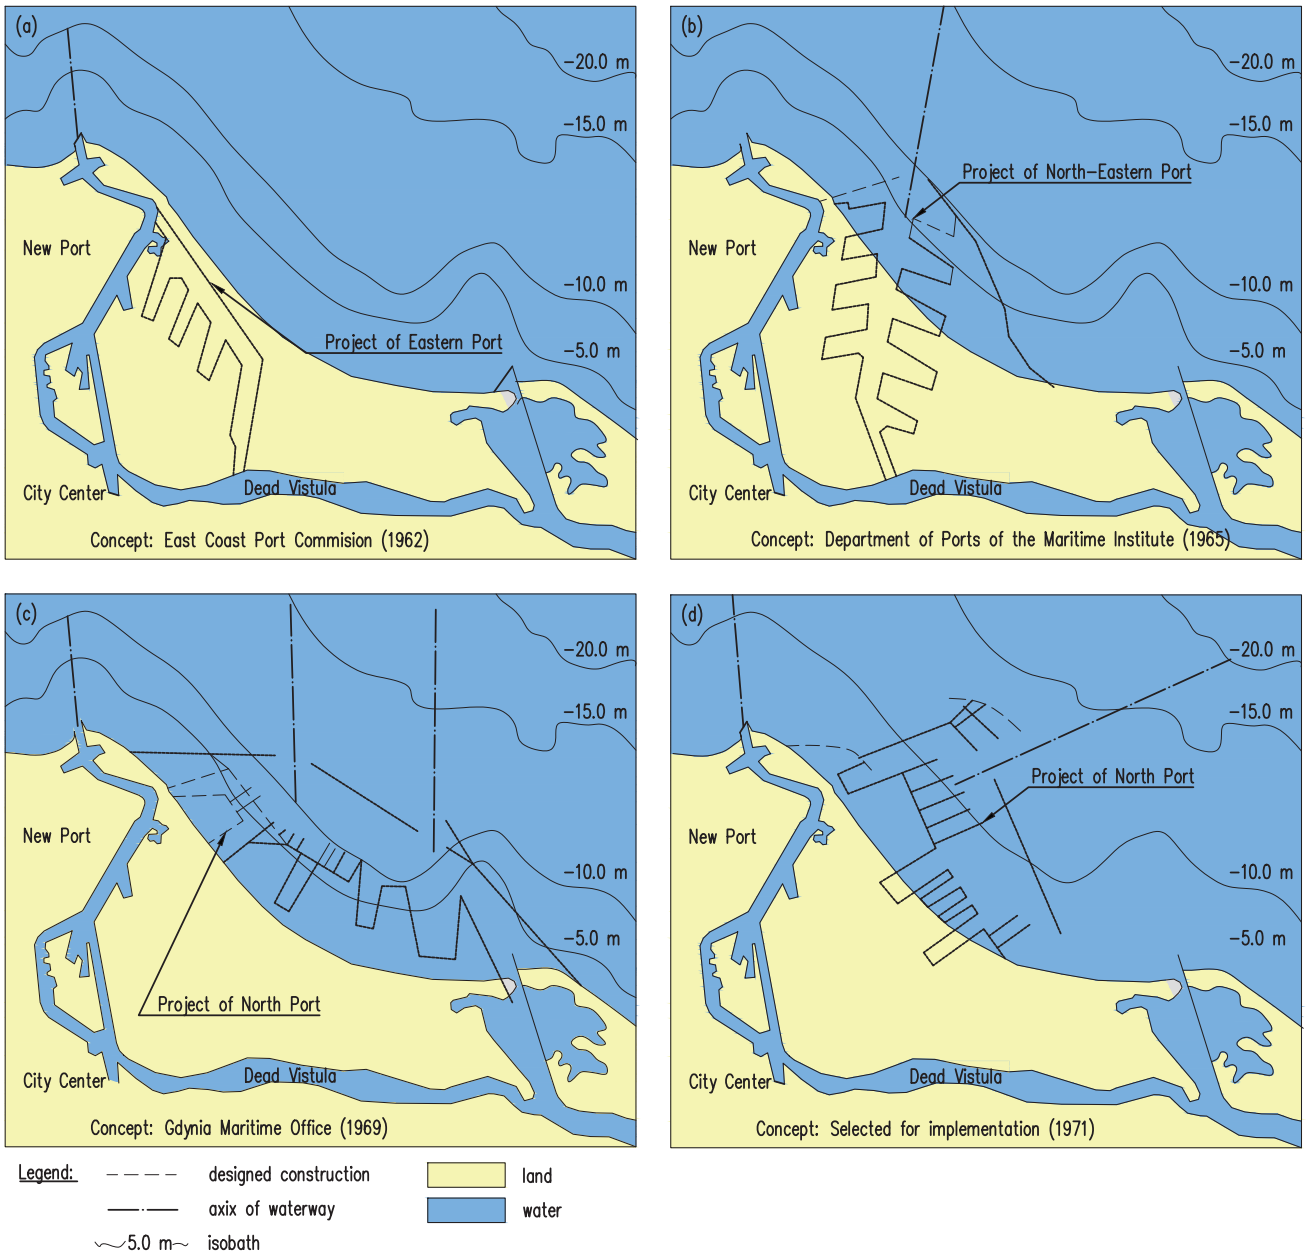 (a)
−20.0 m
−15.0 m
New Port
−10.0 m
Project of Eastern Port
−5.0 m
City Center
Dead Vistula
Concept: East Coast Port Commision (1962)
(b)
−20.0 m
−15.0 m
Project of North−Eastern Port
New Port
−10.0 m
−5.0 m
City Center
Dead Vistula
Concept: Department of Ports of the Maritime Institute (1965)
(c)
−20.0 m
−15.0 m
New Port
−10.0 m
−5.0 m
Project of North Port
City Center
Dead Vistula
Concept: Gdynia Maritime Office (1969)
(d)
−20.0 m
−15.0 m
Project of North Port
New Port
−10.0 m
−5.0 m
City Center
Dead Vistula
Concept: Selected for implementation (1971)
Legend:
designed construction
land
axix of waterway
water
5.0 m
isobath